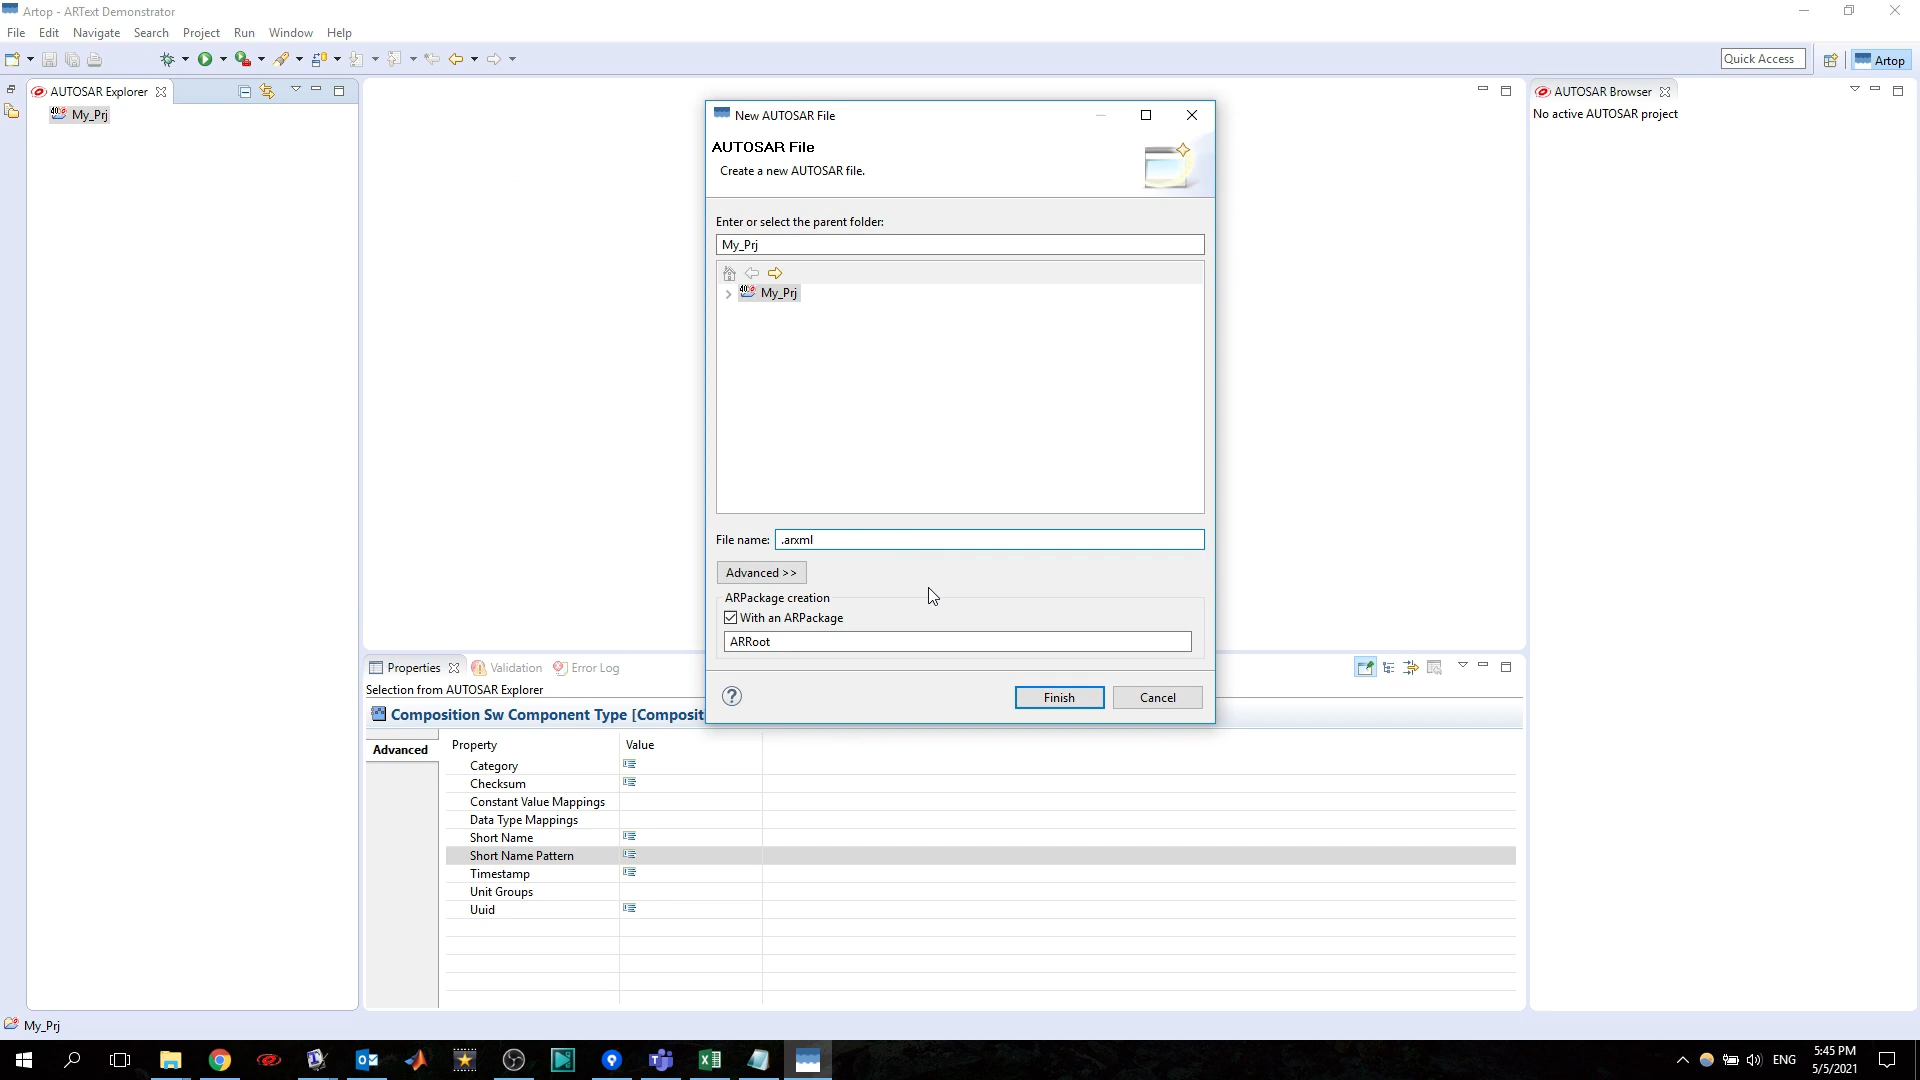 Artop - ARText Demonstrator
File Edit Navigate Search Project Run Window Help
Quick Access
Artop
AUTOSAR Explorer
My_Prj
AUTOSAR Browser
No active AUTOSAR project
New AUTOSAR File
AUTOSAR File
Create a new AUTOSAR file.
Enter or select the parent folder:
My_Prj
My_Prj
File name: .arxml
Advanced >>
ARPackage creation
With an ARPackage
ARRoot
Finish Cancel
Properties Validation Error Log
Selection from AUTOSAR Explorer
Composition Sw Component Type [Composit
Advanced
Property Value
Category
Checksum
Constant Value Mappings
Data Type Mappings
Short Name
Short Name Pattern
Timestamp
Unit Groups
Uuid
My_Prj
ENG
5:45 PM
5/5/2021